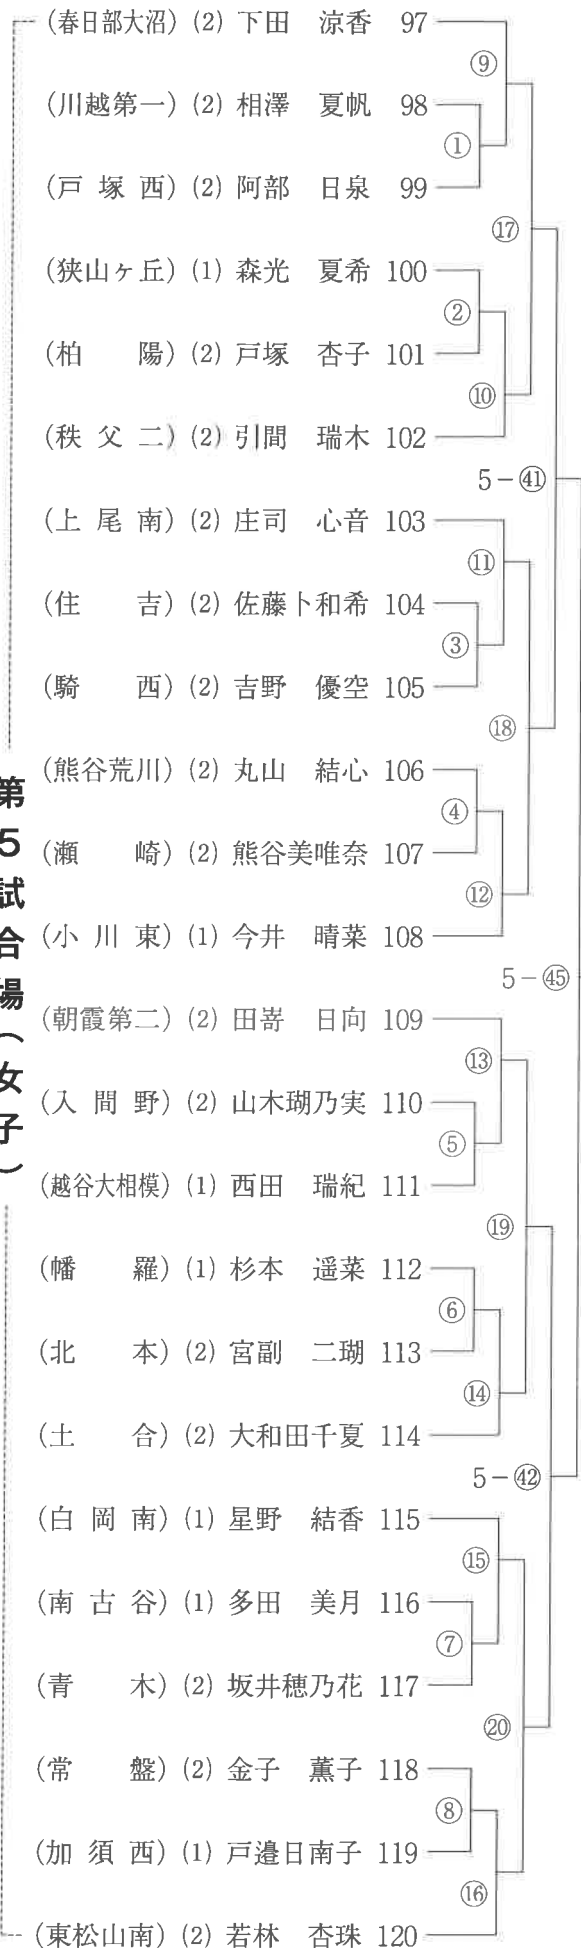 第5試合場(女子)
(春日部大沼) (2) 下田 涼香 97
⑨
(川越第一) (2) 相澤 夏帆 98
①
(戸塚西) (2) 阿部 日泉 99
⑰
(狭山ヶ丘) (1) 森光 夏希 100
②
(柏陽) (2) 戸塚 杏子 101
⑩
(秩父二) (2) 引間 瑞木 102
5-㊶
(上尾南) (2) 庄司 心音 103
⑪
(住吉) (2) 佐藤卜和希 104
③
(騎西) (2) 吉野 優空 105
⑱
(熊谷荒川) (2) 丸山 結心 106
④
(瀬崎) (2) 熊谷美唯奈 107
⑫
(小川東) (1) 今井 晴菜 108
5-㊺
(朝霞第二) (2) 田嵜 日向 109
⑬
(入間野) (2) 山木瑚乃実 110
⑤
(越谷大相模) (1) 西田 瑞紀 111
⑲
(幡羅) (1) 杉本 遥菜 112
⑥
(北本) (2) 宮副 二瑚 113
⑭
(土合) (2) 大和田千夏 114
5-㊷
(白岡南) (1) 星野 結香 115
⑮
(南古谷) (1) 多田 美月 116
⑦
(青木) (2) 坂井穂乃花 117
⑳
(常盤) (2) 金子 薫子 118
⑧
(加須西) (1) 戸邉日南子 119
⑯
(東松山南) (2) 若林 杏珠 120